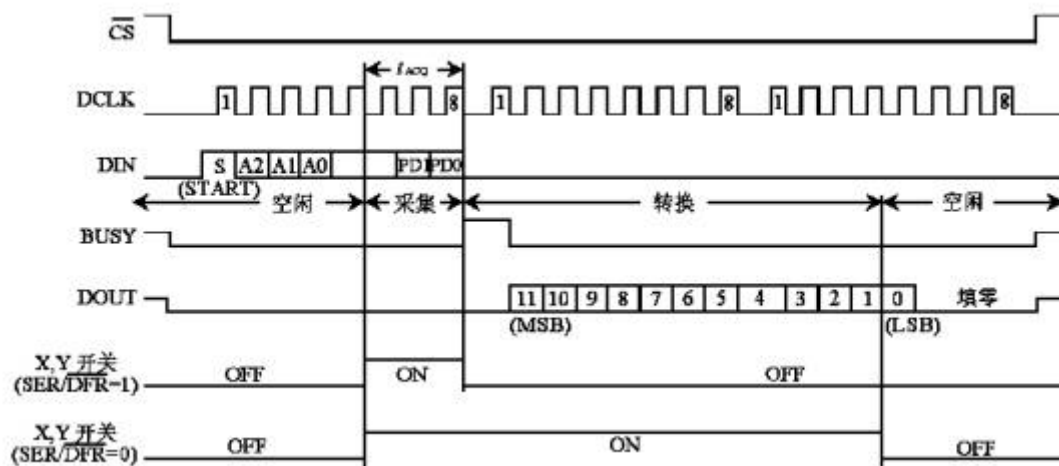 CS
t ACQ
DCLK 1 8 1 8 1 8
DIN S A2 A1 A0 PD1 PD0
(START)
空闲 采集 转换 空闲
BUSY
DOUT 11 10 9 8 7 6 5 4 3 2 1 0 填零
(MSB) (LSB)
X,Y 开关
(SER/DFR=1) OFF ON OFF
X,Y 开关
(SER/DFR=0) OFF ON OFF